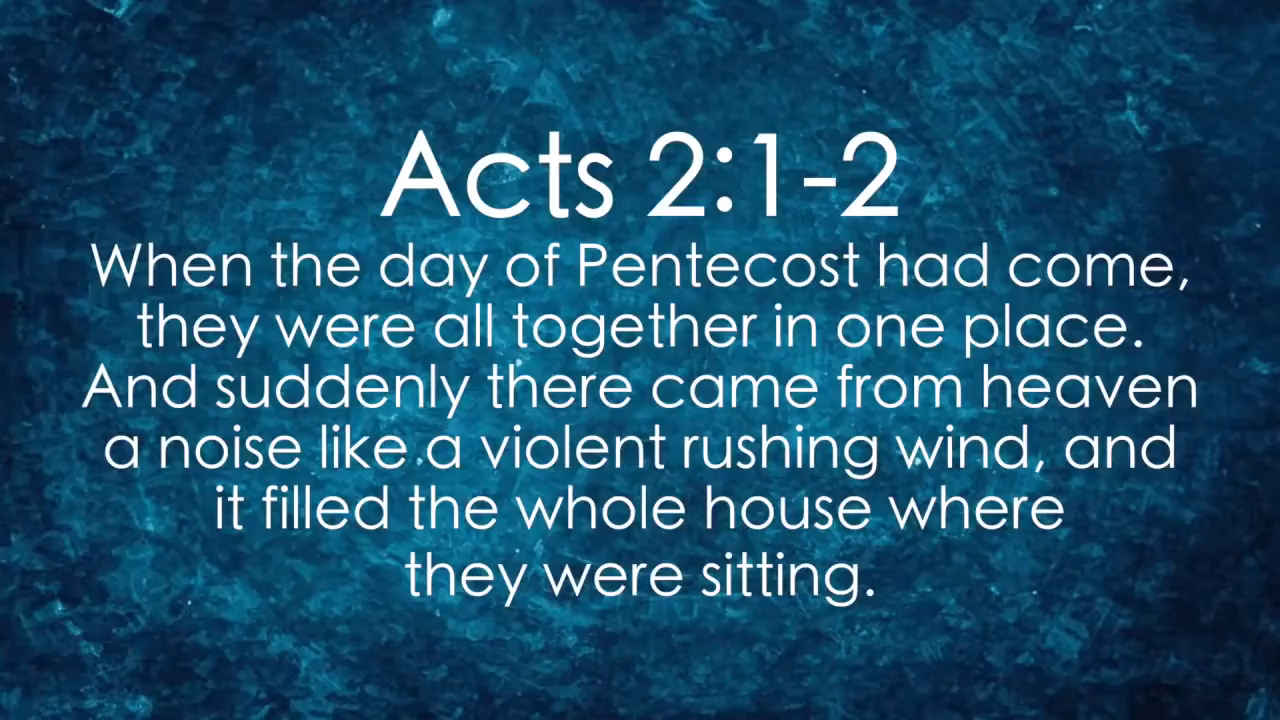 Acts 2:1-2
When the day of Pentecost had come,
they were all together in one place.
And suddenly there came from heaven
a noise like a violent rushing wind, and
it filled the whole house where
they were sitting.